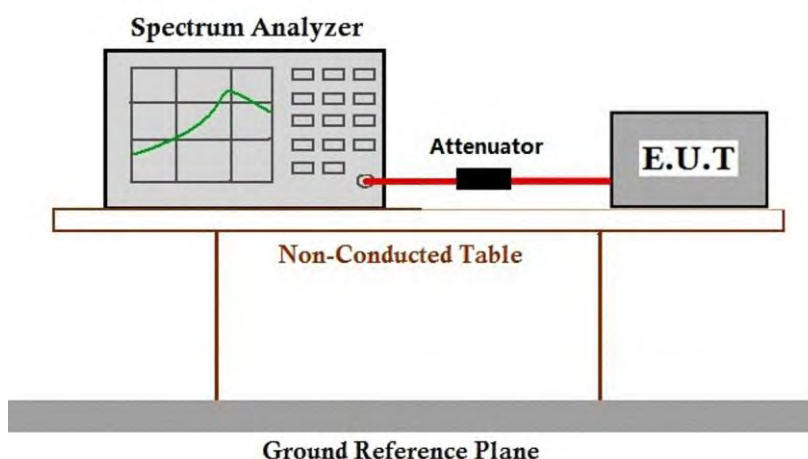 Spectrum Analyzer
Attenuator
E.U.T
Non-Conducted Table
Ground Reference Plane